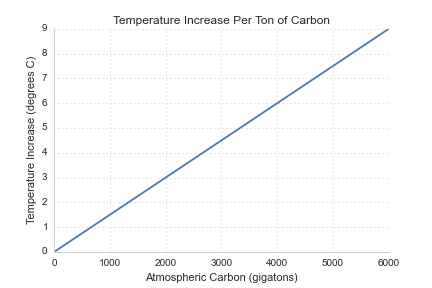 Temperature Increase Per Ton of Carbon
9
8
7
6
5
4
3
2
1
0
Temperature Increase (degrees C)
0 1000 2000 3000 4000 5000 6000
Atmospheric Carbon (gigatons)